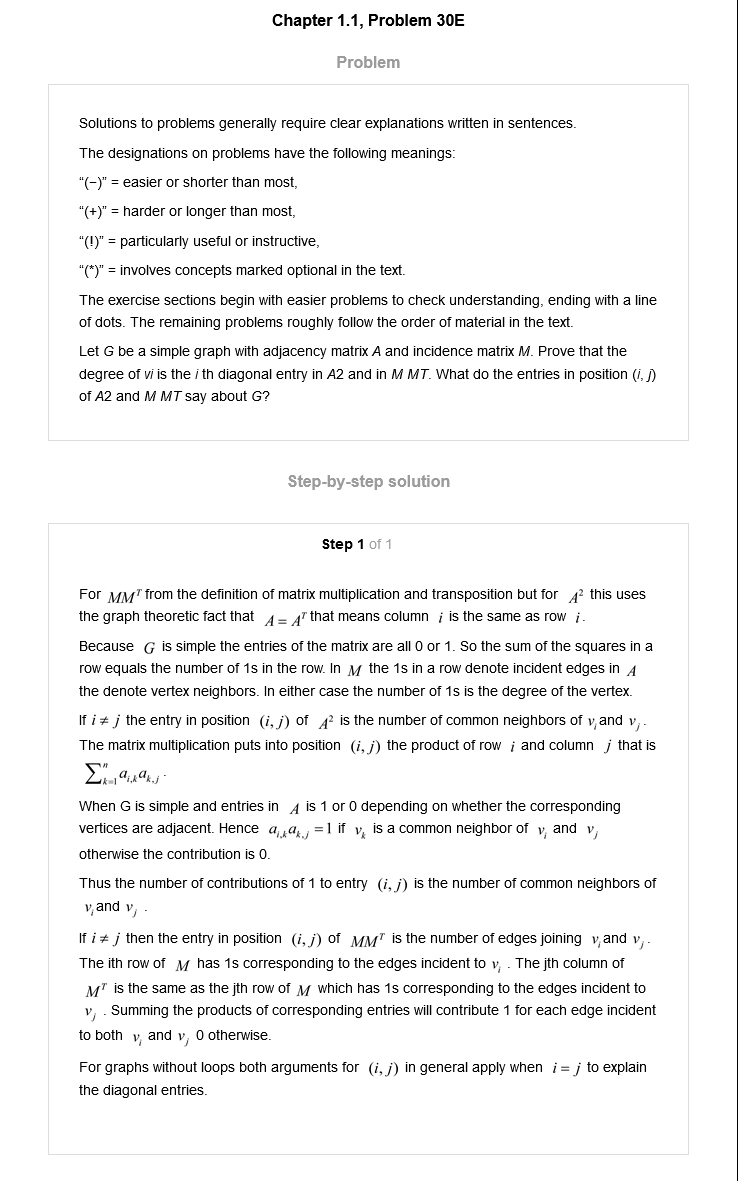 Chapter 1.1, Problem 30E
Problem
Solutions to problems generally require clear explanations written in sentences.
The designations on problems have the following meanings:
“(−)” = easier or shorter than most,
“(+)” = harder or longer than most,
“(!)” = particularly useful or instructive,
“(*)” = involves concepts marked optional in the text.
The exercise sections begin with easier problems to check understanding, ending with a line
of dots. The remaining problems roughly follow the order of material in the text.
Let G be a simple graph with adjacency matrix A and incidence matrix M. Prove that the
degree of vi is the i th diagonal entry in A2 and in M MT. What do the entries in position (i, j)
of A2 and M MT say about G?
Step-by-step solution
Step 1 of 1
For MMᵀ from the definition of matrix multiplication and transposition but for A² this uses
the graph theoretic fact that A = Aᵀ that means column i is the same as row i.
Because G is simple the entries of the matrix are all 0 or 1. So the sum of the squares in a
row equals the number of 1s in the row. In M the 1s in a row denote incident edges in A
the denote vertex neighbors. In either case the number of 1s is the degree of the vertex.
If i ≠ j the entry in position (i, j) of A² is the number of common neighbors of v_i and v_j.
The matrix multiplication puts into position (i, j) the product of row i and column j that is
∑_{k=1}^{n} a_{i,k}a_{k,j}.
When G is simple and entries in A is 1 or 0 depending on whether the corresponding
vertices are adjacent. Hence a_{i,k}a_{k,j} = 1 if v_k is a common neighbor of v_i and v_j
otherwise the contribution is 0.
Thus the number of contributions of 1 to entry (i, j) is the number of common neighbors of
v_i and v_j.
If i ≠ j then the entry in position (i, j) of MMᵀ is the number of edges joining v_i and v_j.
The ith row of M has 1s corresponding to the edges incident to v_i. The jth column of
Mᵀ is the same as the jth row of M which has 1s corresponding to the edges incident to
v_j. Summing the products of corresponding entries will contribute 1 for each edge incident
to both v_i and v_j 0 otherwise.
For graphs without loops both arguments for (i, j) in general apply when i = j to explain
the diagonal entries.